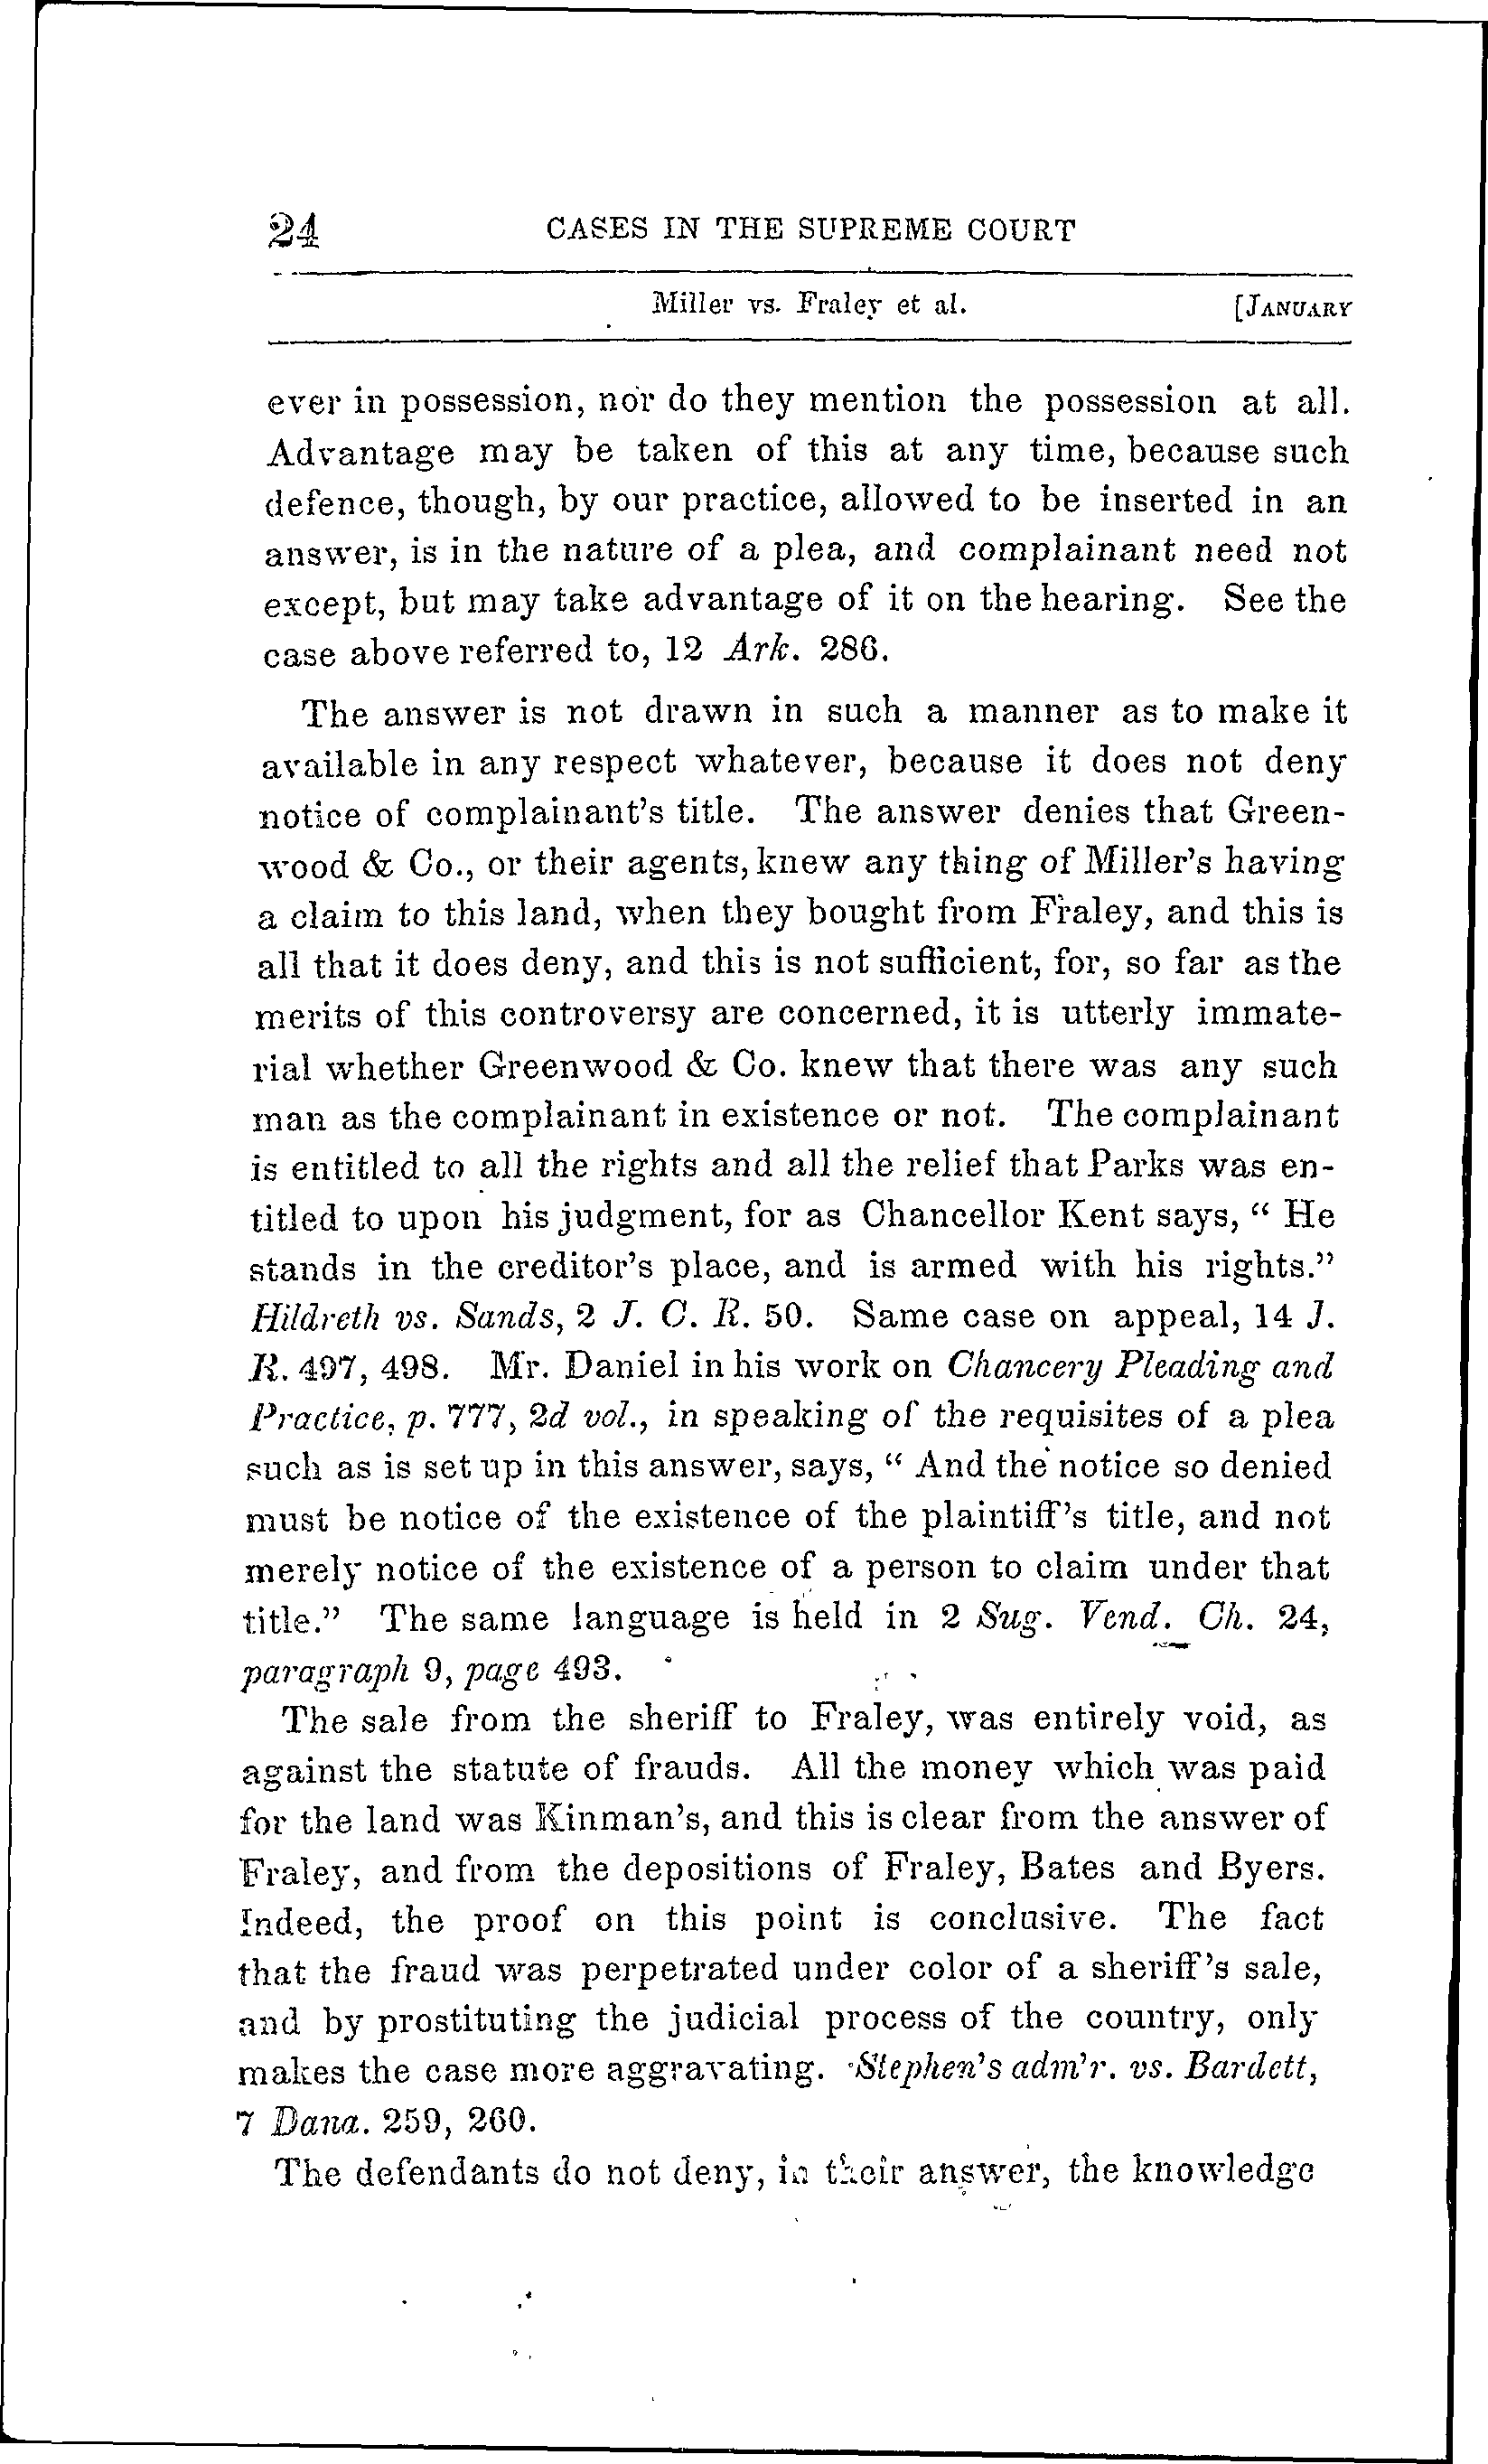 24 CASES IN THE SUPREME COURT
Miller vs. Fraley et al. [JANUARY
ever in possession, nor do they mention the possession at all.
Advantage may be taken of this at any time, because such
defence, though, by our practice, allowed to be inserted in an
answer, is in the nature of a plea, and complainant need not
except, but may take advantage of it on the hearing. See the
case above referred to, 12 Ark. 286.
The answer is not drawn in such a manner as to make it
available in any respect whatever, because it does not deny
notice of complainant's title. The answer denies that Green-
wood & Co., or their agents, knew any thing of Miller's having
a claim to this land, when they bought from Fraley, and this is
all that it does deny, and this is not sufficient, for, so far as the
merits of this controversy are concerned, it is utterly immate-
rial whether Greenwood & Co. knew that there was any such
man as the complainant in existence or not. The complainant
is entitled to all the rights and all the relief that Parks was en-
titled to upon his judgment, for as Chancellor Kent says, " He
stands in the creditor's place, and is armed with his rights."
Hildreth vs. Sands, 2 J. C. R. 50. Same case on appeal, 14 J.
R. 497, 498. Mr. Daniel in his work on Chancery Pleading and
Practice, p. 777, 2d vol., in speaking of the requisites of a plea
such as is set up in this answer, says, " And the notice so denied
must be notice of the existence of the plaintiff's title, and not
merely notice of the existence of a person to claim under that
title." The same language is held in 2 Sug. Vend. Ch. 24,
paragraph 9, page 493.
The sale from the sheriff to Fraley, was entirely void, as
against the statute of frauds. All the money which was paid
for the land was Kinman's, and this is clear from the answer of
Fraley, and from the depositions of Fraley, Bates and Byers.
Indeed, the proof on this point is conclusive. The fact
that the fraud was perpetrated under color of a sheriff's sale,
and by prostituting the judicial process of the country, only
makes the case more aggravating. Stephen's adm'r. vs. Bardett,
7 Dana. 259, 260.
The defendants do not deny, in their answer, the knowledge